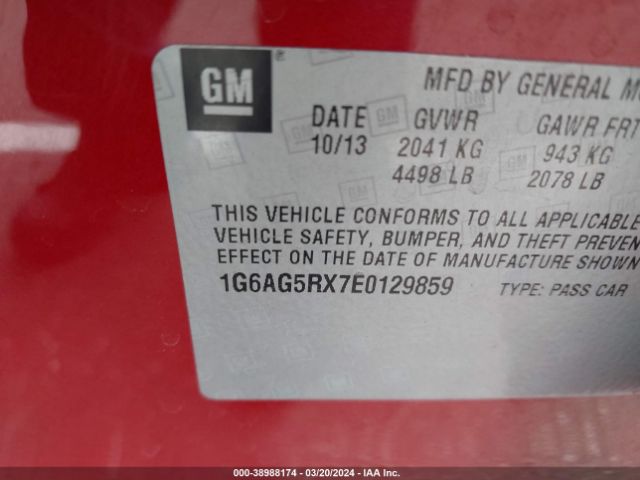 GM
®
MFD BY GENERAL M
DATE GVWR GAWR FRT
10/13 2041 KG 943 KG
4498 LB 2078 LB
THIS VEHICLE CONFORMS TO ALL APPLICABLE
VEHICLE SAFETY, BUMPER, AND THEFT PREVEN
EFFECT ON THE DATE OF MANUFACTURE SHOWN
1G6AG5RX7E0129859 TYPE: PASS CAR
000-38988174 - 03/20/2024 - IAA Inc.